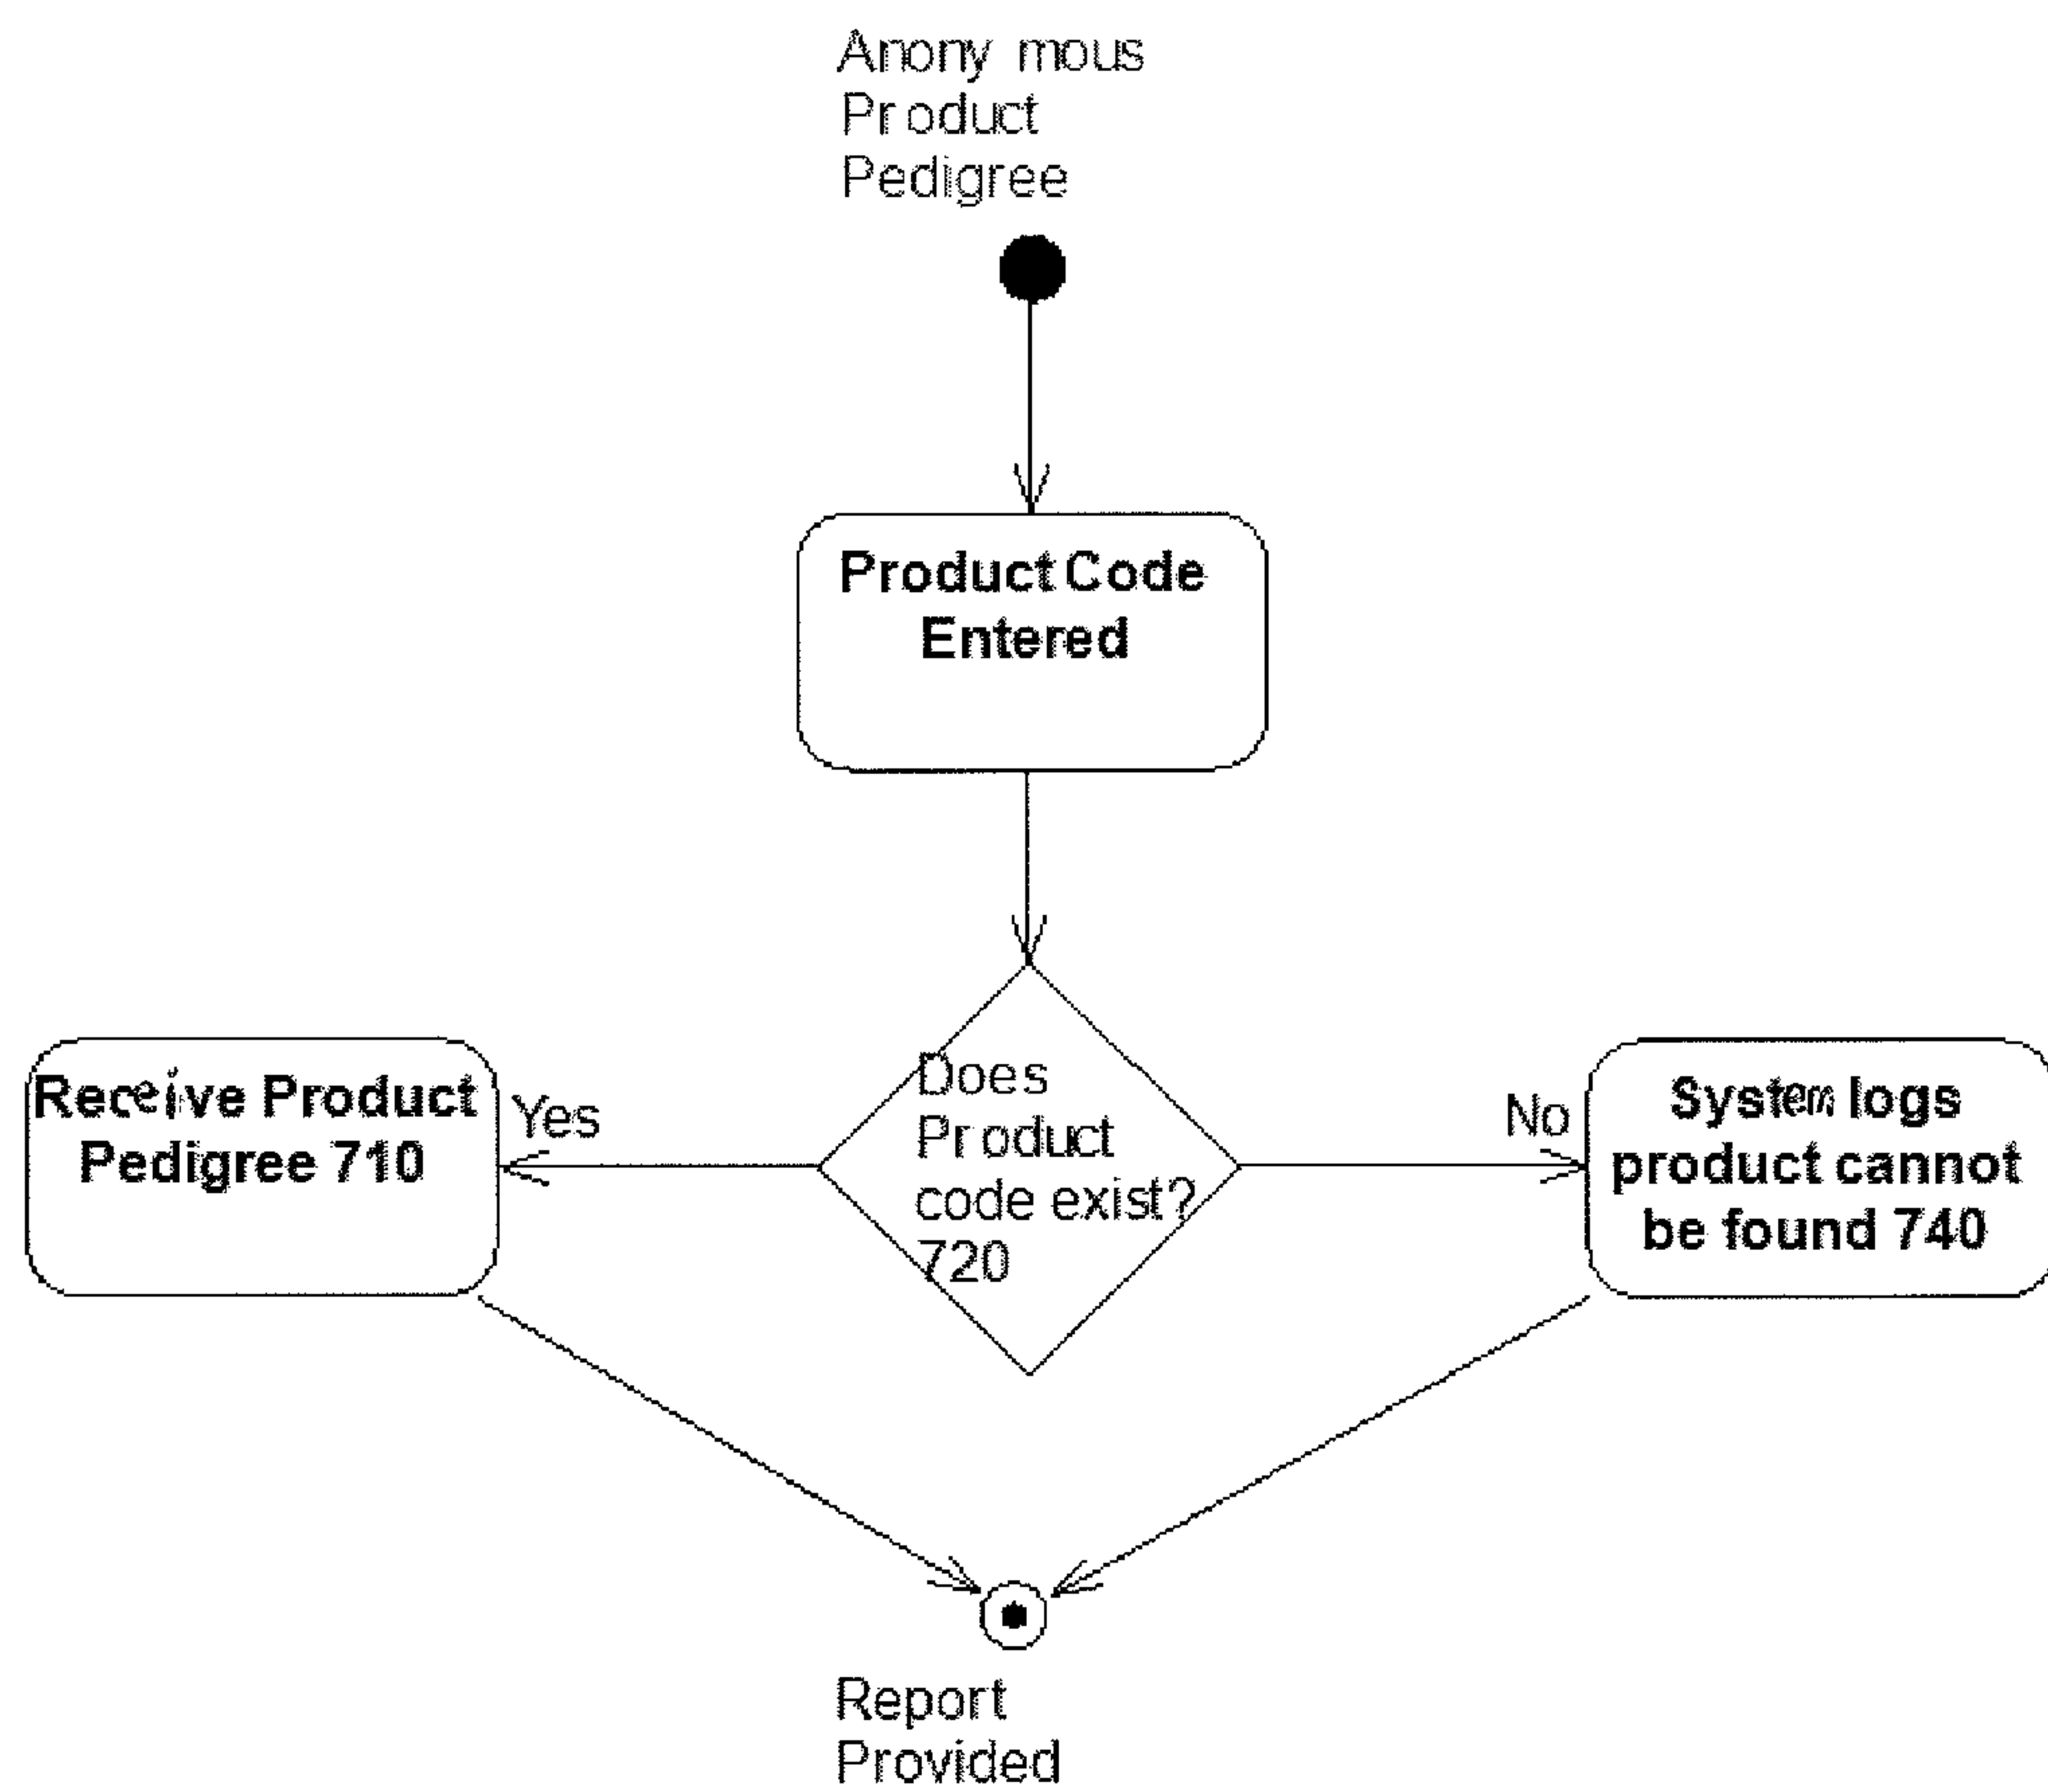 Anony mous
Product
Pedigree
Product Code
Entered
Does
Product
code exist?
720
Yes
Receive Product
Pedigree 710
No
System logs
product cannot
be found 740
Report
Provided